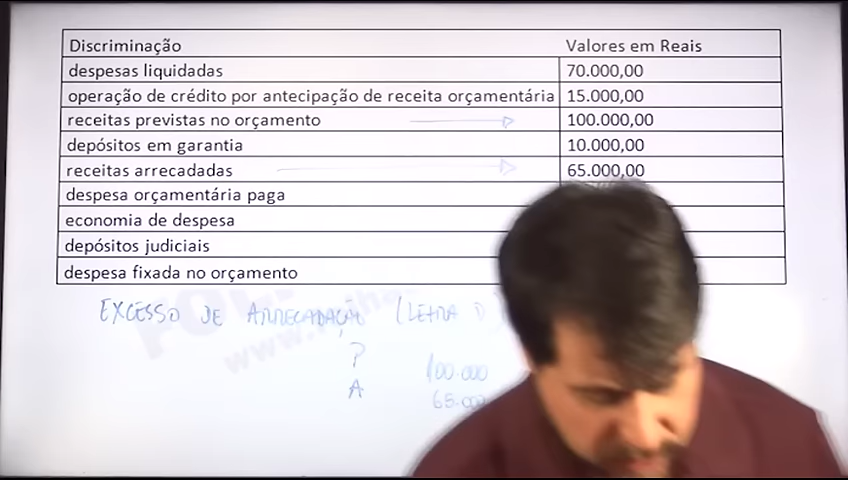 Discriminação Valores em Reais
despesas liquidadas 70.000,00
operação de crédito por antecipação de receita orçamentária 15.000,00
receitas previstas no orçamento 100.000,00
depósitos em garantia 10.000,00
receitas arrecadadas 65.000,00
despesa orçamentária paga
economia de despesa
depósitos judiciais
despesa fixada no orçamento
EXCESSO DE ARRECADAÇÃO (LETRA D)
P 100.000
A 65.000